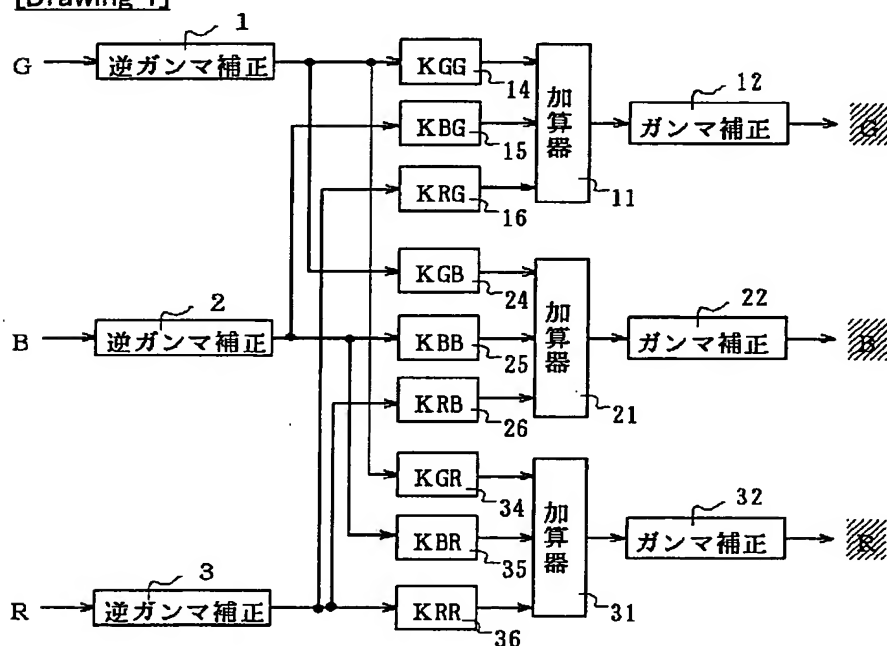 [Drawing 1]
1
G 逆ガンマ補正
KGG
14
KBG
15
KRG
16
加算器
11
12
ガンマ補正
G
KGB
24
2
B 逆ガンマ補正
KBB
25
KRB
26
加算器
21
22
ガンマ補正
B
KGR
34
KBR
35
3
R 逆ガンマ補正
KRR
36
加算器
31
32
ガンマ補正
R